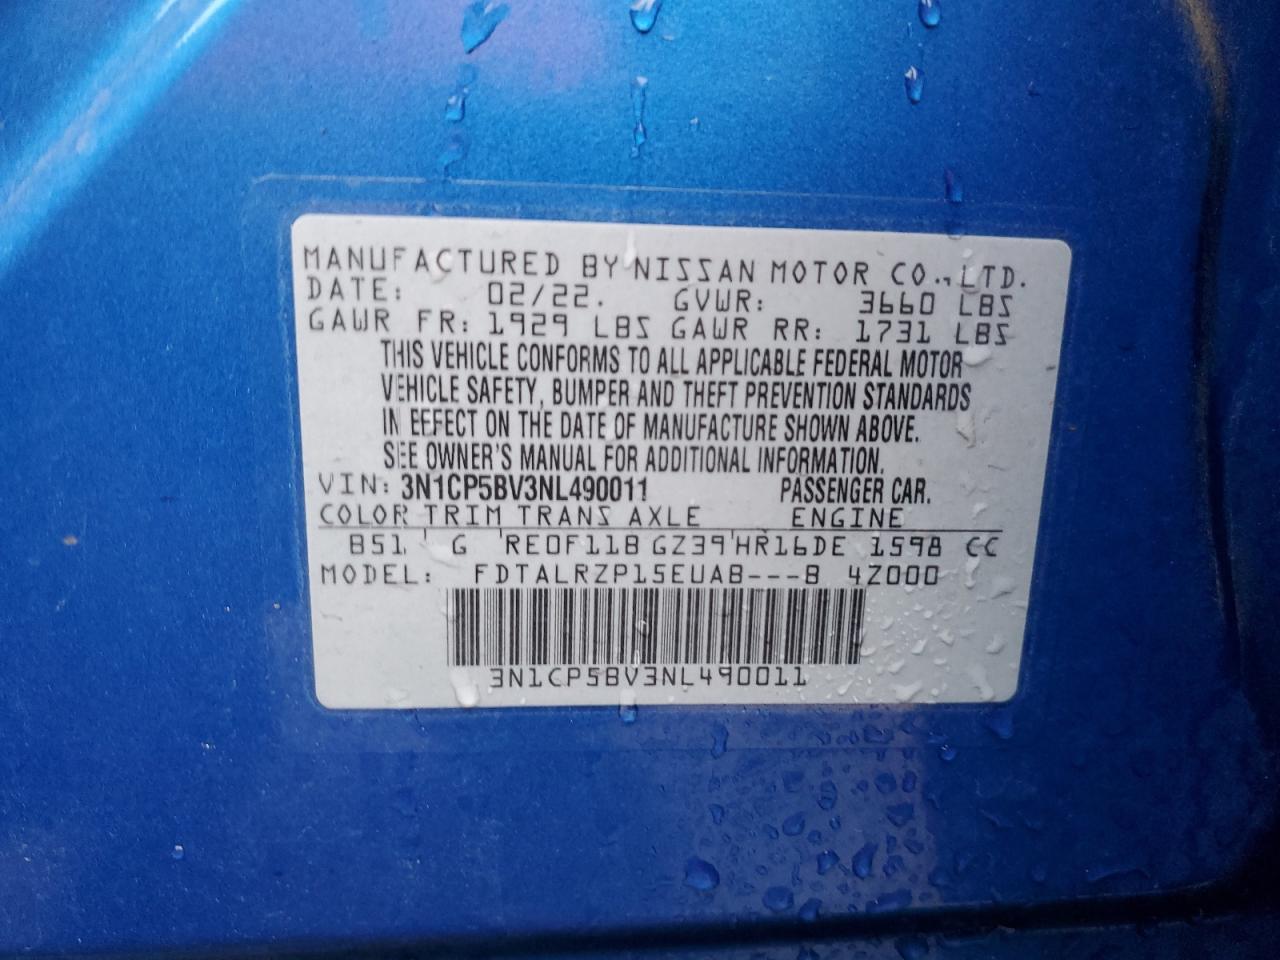 MANUFACTURED BY NISSAN MOTOR CO., LTD.
DATE: 02/22. GVWR: 3660 LBS
GAWR FR: 1929 LBS GAWR RR: 1731 LBS
THIS VEHICLE CONFORMS TO ALL APPLICABLE FEDERAL MOTOR
VEHICLE SAFETY, BUMPER AND THEFT PREVENTION STANDARDS
IN EFFECT ON THE DATE OF MANUFACTURE SHOWN ABOVE.
SEE OWNER'S MANUAL FOR ADDITIONAL INFORMATION.
VIN: 3N1CP5BV3NL490011 PASSENGER CAR.
COLOR TRIM TRANS AXLE ENGINE
B51 G RE0F11B GZ39 HR16DE 1598 CC
MODEL: FDTALRZP15EUAB---B 4Z000
3N1CP5BV3NL490011